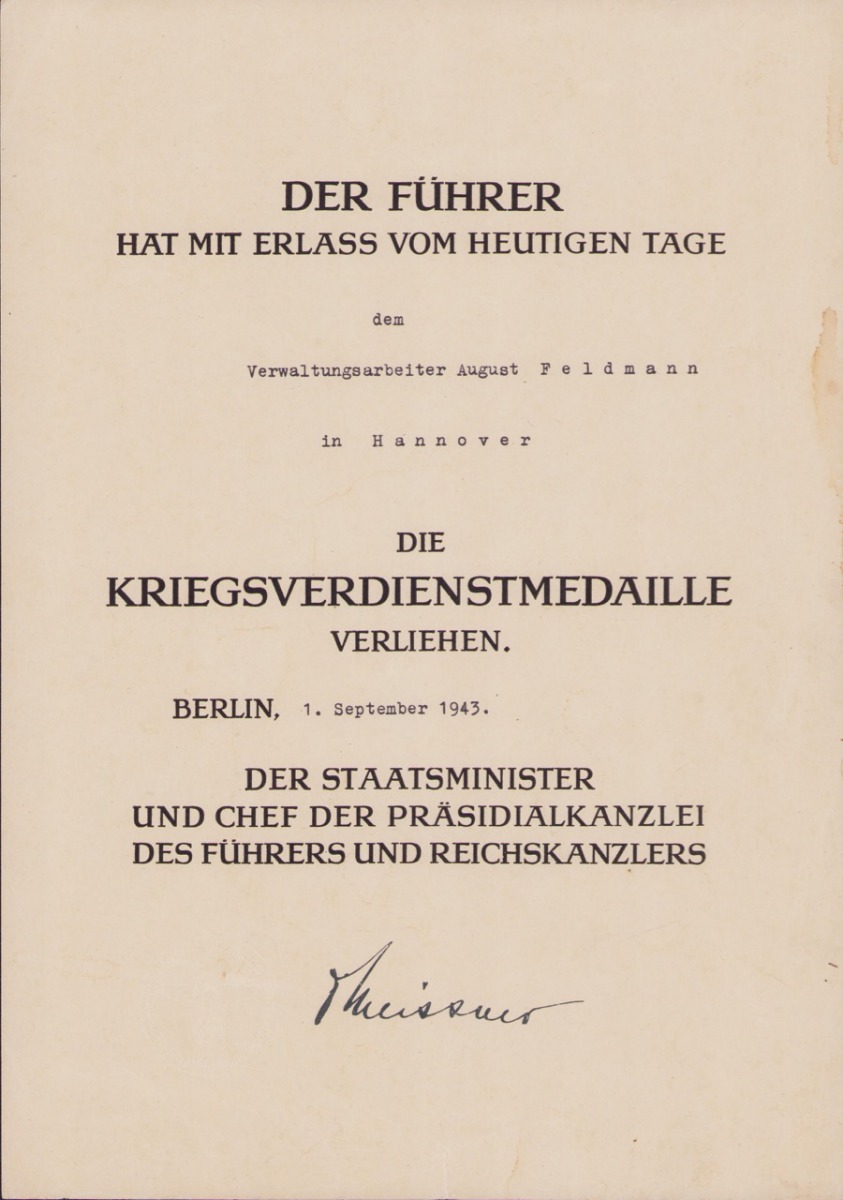 DER FÜHRER
HAT MIT ERLASS VOM HEUTIGEN TAGE
dem
Verwaltungsarbeiter August F e l d m a n n
in H a n n o v e r
DIE
KRIEGSVERDIENSTMEDAILLE
VERLIEHEN.
BERLIN, 1. September 1943.
DER STAATSMINISTER
UND CHEF DER PRÄSIDIALKANZLEI
DES FÜHRERS UND REICHSKANZLERS
Meissner